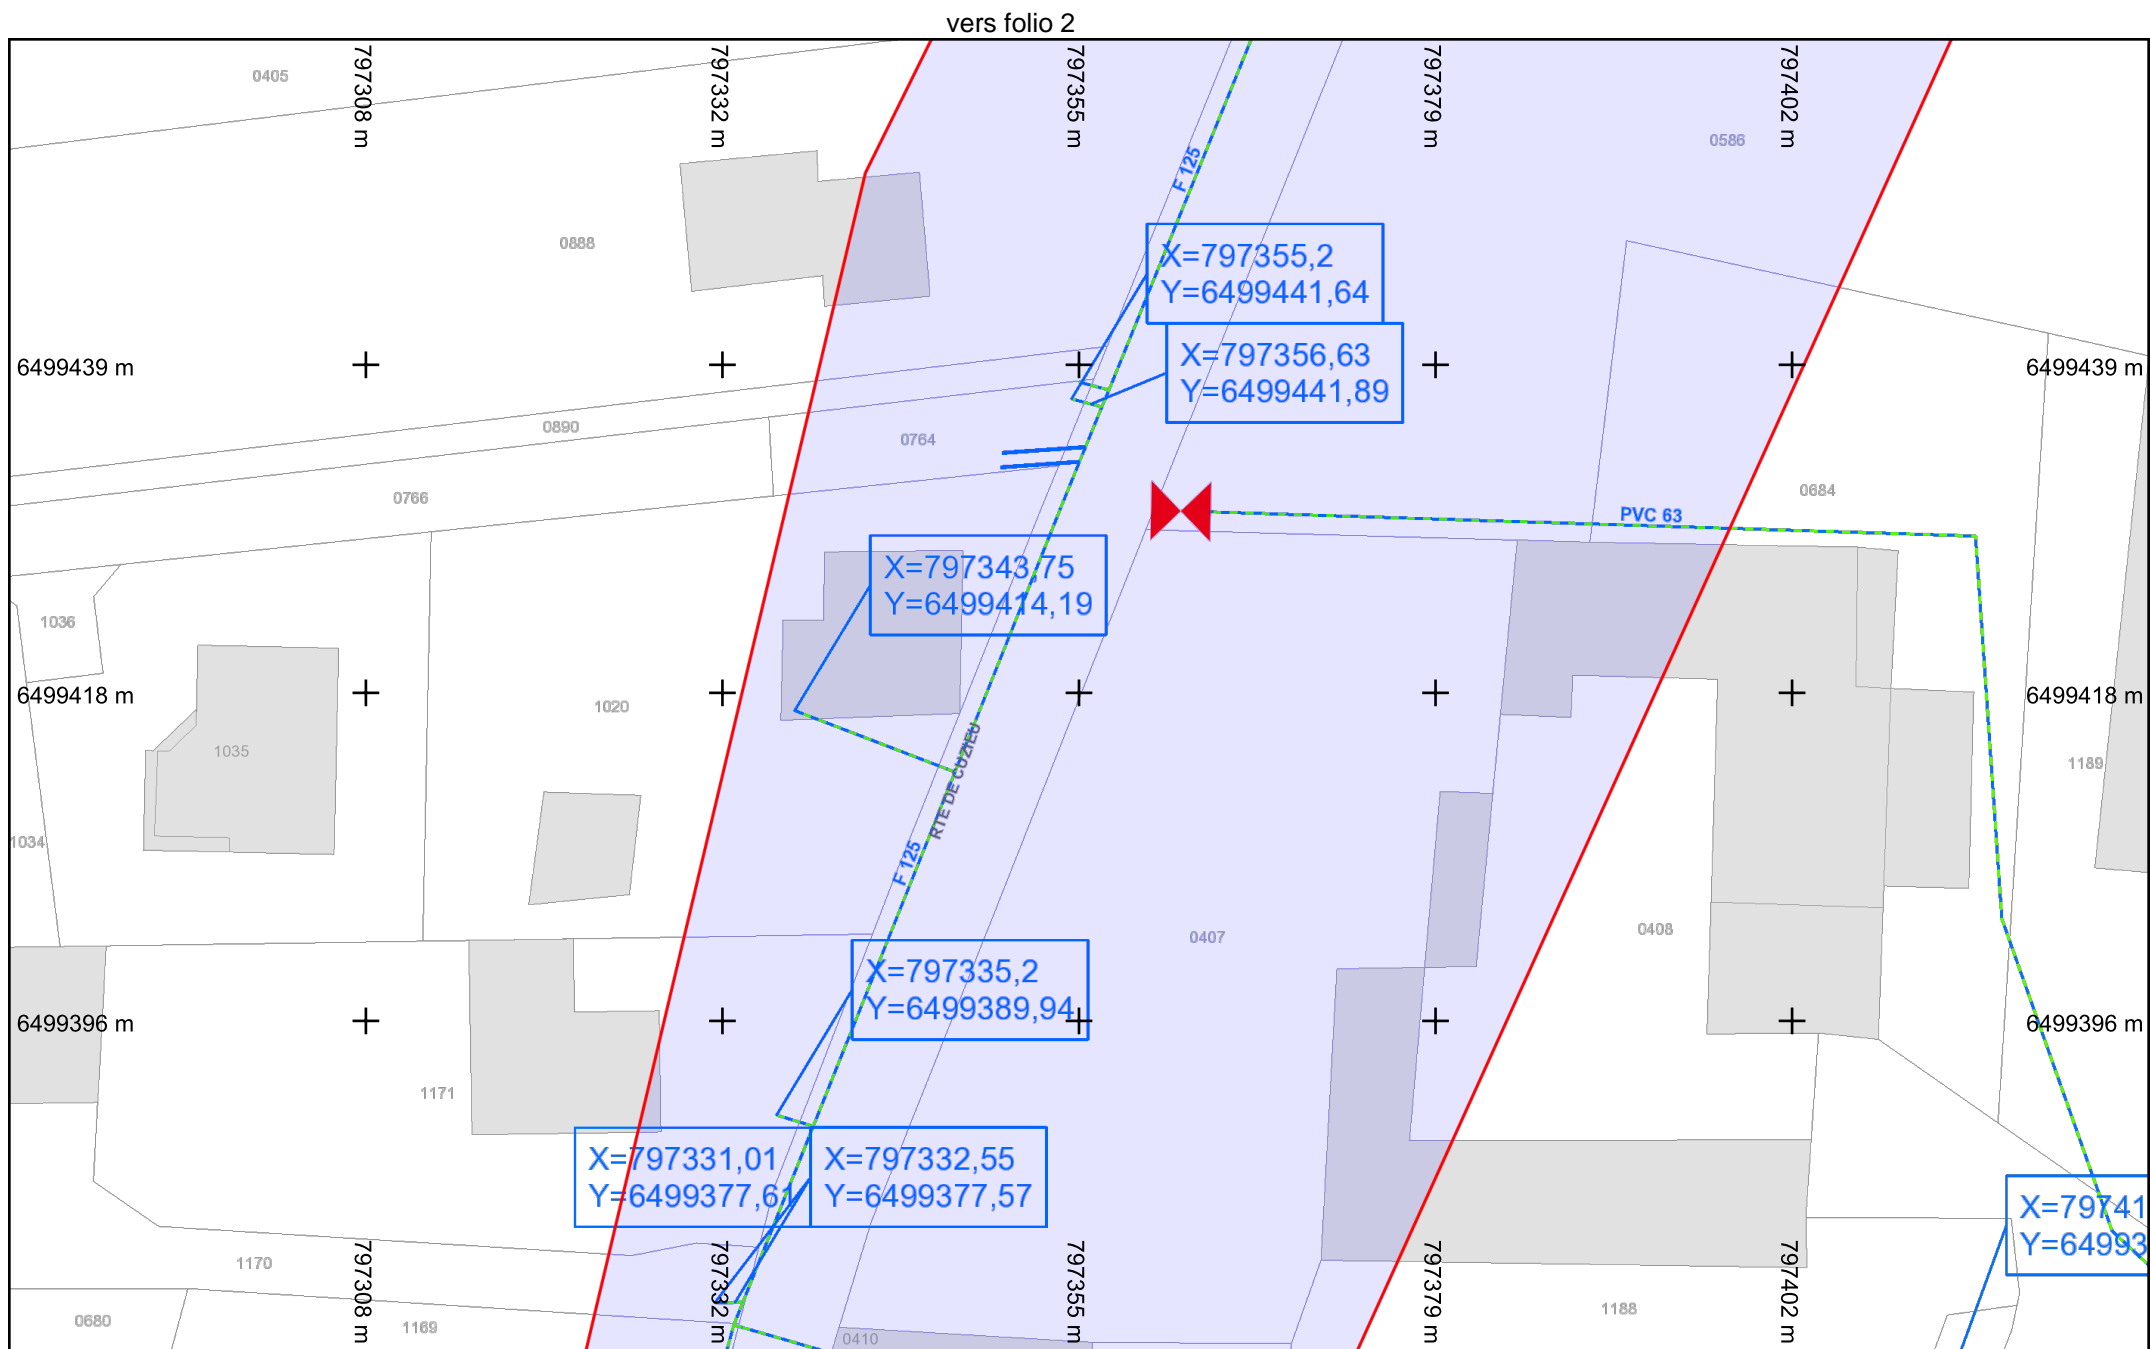 vers folio 2
0405
797308 m
797332 m
797355 m
797379 m
797402 m
0586
F 125
0888
X=797355,2
Y=6499441,64
X=797356,63
Y=6499441,89
6499439 m
6499439 m
0890
0764
0766
0684
PVC 63
X=797343,75
Y=6499414,19
1036
6499418 m
6499418 m
1020
1035
RTE DE CUZIEU
1189
1034
F 125
0407
0408
X=797335,2
Y=6499389,94
6499396 m
6499396 m
1171
X=797331,01
Y=6499377,61
X=797332,55
Y=6499377,57
X=79741
Y=64993
1170
797308 m
797332 m
797355 m
797379 m
797402 m
0680
1169
0410
1188